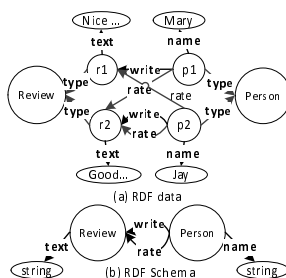 Nice ...
Mary
text
name
r1
write
p1
type
rate
rate
type
Review
Person
type
write
type
r2
rate
p2
text
name
Good...
Jay
(a) RDF data
Review
write
Person
text
rate
name
string
(b) RDF Schema
string